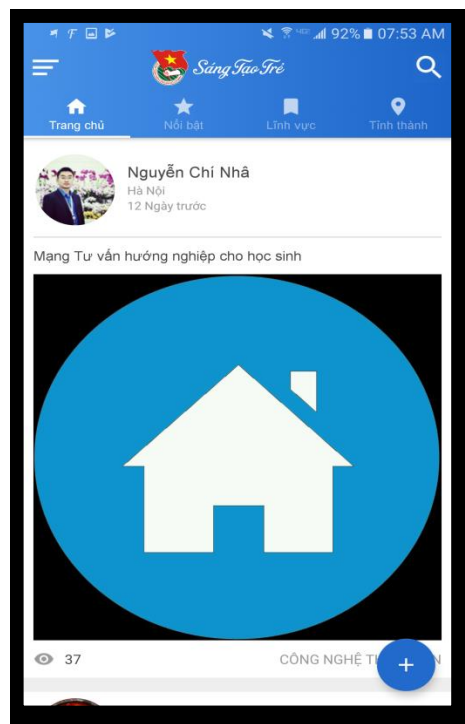 92% 07:53 AM
Sáng Tạo Trẻ
Trang chủ
Nổi bật
Lĩnh vực
Tỉnh thành
Nguyễn Chí Nhã
Hà Nội
12 Ngày trước
Mạng Tư vấn hướng nghiệp cho học sinh
37
CÔNG NGHỆ